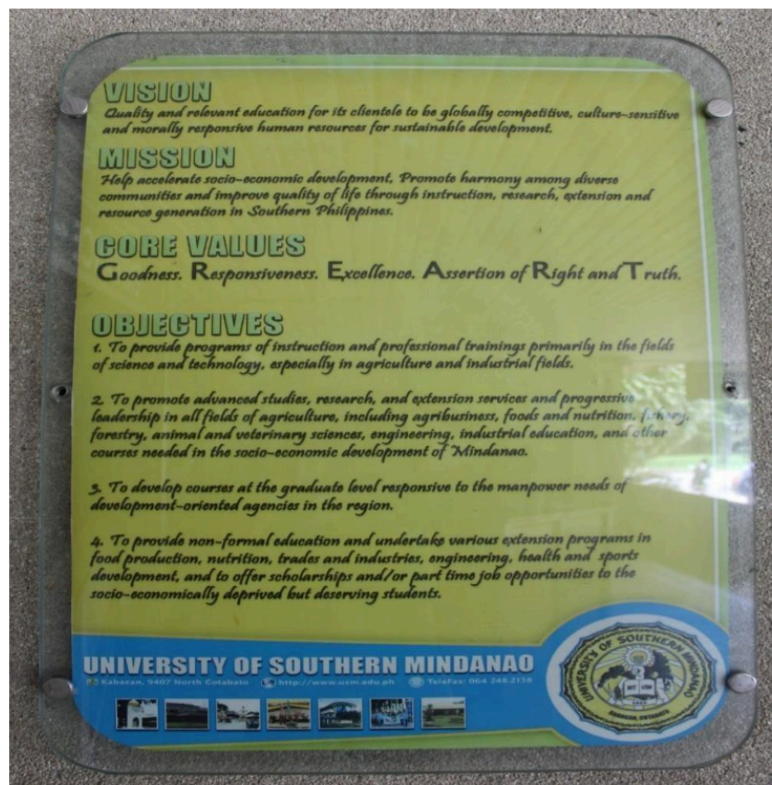 VISION
Quality and relevant education for its clientele to be globally competitive, culture-sensitive
and morally responsive human resources for sustainable development.
MISSION
Help accelerate socio-economic development, Promote harmony among diverse
communities and improve quality of life through instruction, research, extension and
resource generation in Southern Philippines.
CORE VALUES
Goodness. Responsiveness. Excellence. Assertion of Right and Truth.
OBJECTIVES
1. To provide programs of instruction and professional trainings primarily in the fields
of science and technology, especially in agriculture and industrial fields.
2. To promote advanced studies, research, and extension services and progressive
leadership in all fields of agriculture, including agribusiness, foods and nutrition, fishery,
forestry, animal and veterinary sciences, engineering, industrial education, and other
courses needed in the socio-economic development of Mindanao.
3. To develop courses at the graduate level responsive to the manpower needs of
development-oriented agencies in the region.
4. To provide non-formal education and undertake various extension programs in
food production, nutrition, trades and industries, engineering, health and sports
development, and to offer scholarships and/or part time job opportunities to the
socio-economically deprived but deserving students.
UNIVERSITY OF SOUTHERN MINDANAO
Kabacan, 9407 North Cotabato http://www.usm.edu.ph TeleFax: 064 248.2138
UNIVERSITY OF SOUTHERN MINDANAO
KABACAN, COTABATO